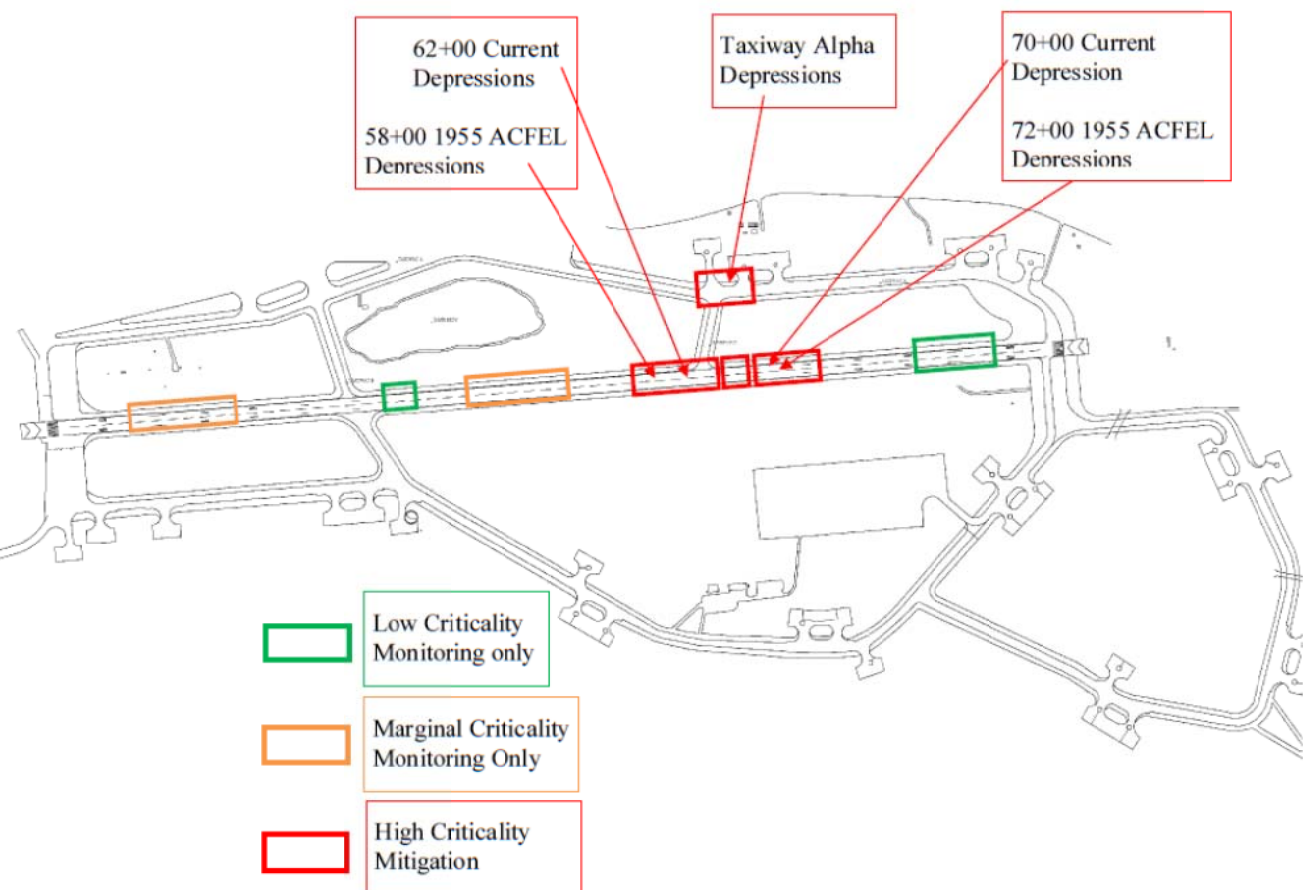 62+00 Current
Depressions
58+00 1955 ACFEL
Depressions
Taxiway Alpha
Depressions
70+00 Current
Depression
72+00 1955 ACFEL
Depressions
Low Criticality
Monitoring only
Marginal Criticality
Monitoring Only
High Criticality
Mitigation